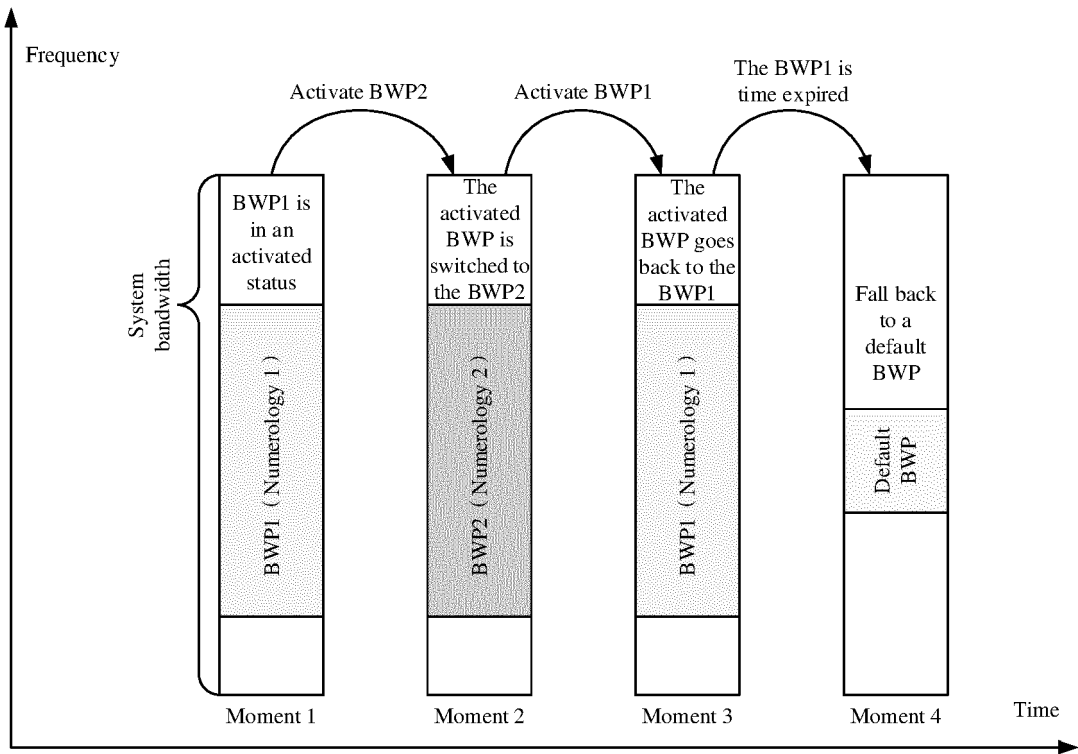 Frequency
Activate BWP2
Activate BWP1
The BWP1 is
time expired
System
bandwidth
BWP1 is
in an
activated
status
BWP1 ( Numerology 1 )
The
activated
BWP is
switched to
the BWP2
BWP2 ( Numerology 2 )
The
activated
BWP goes
back to the
BWP1
BWP1 ( Numerology 1 )
Fall back
to a
default
BWP
Default
BWP
Moment 1
Moment 2
Moment 3
Moment 4
Time